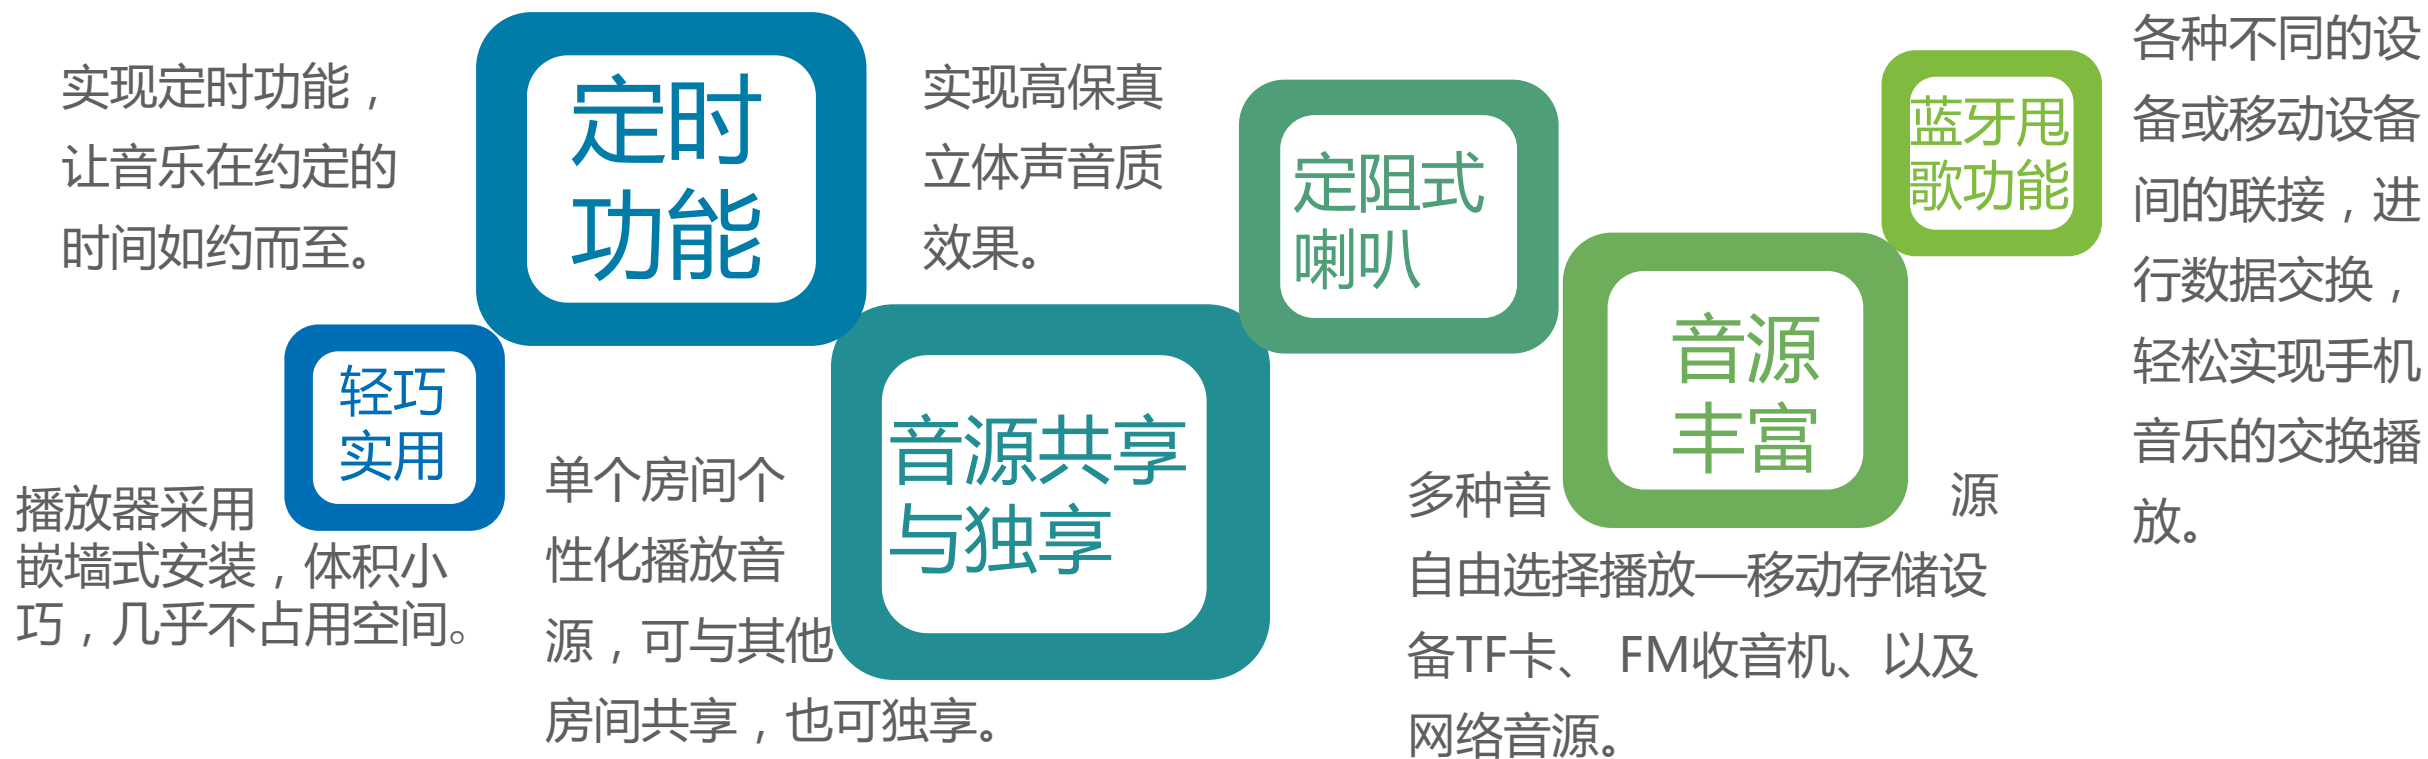 轻巧
实用
播放器采用
嵌墙式安装，体积小
巧，几乎不占用空间。
定时
功能
实现定时功能，
让音乐在约定的
时间如约而至。
音源共享
与独享
单个房间个
性化播放音
源，可与其他
房间共享，也可独享。
定阻式
喇叭
实现高保真
立体声音质
效果。
音源
丰富
多种音 源
自由选择播放—移动存储设
备TF卡、 FM收音机、以及
网络音源。
蓝牙甩
歌功能
各种不同的设
备或移动设备
间的联接，进
行数据交换，
轻松实现手机
音乐的交换播
放。